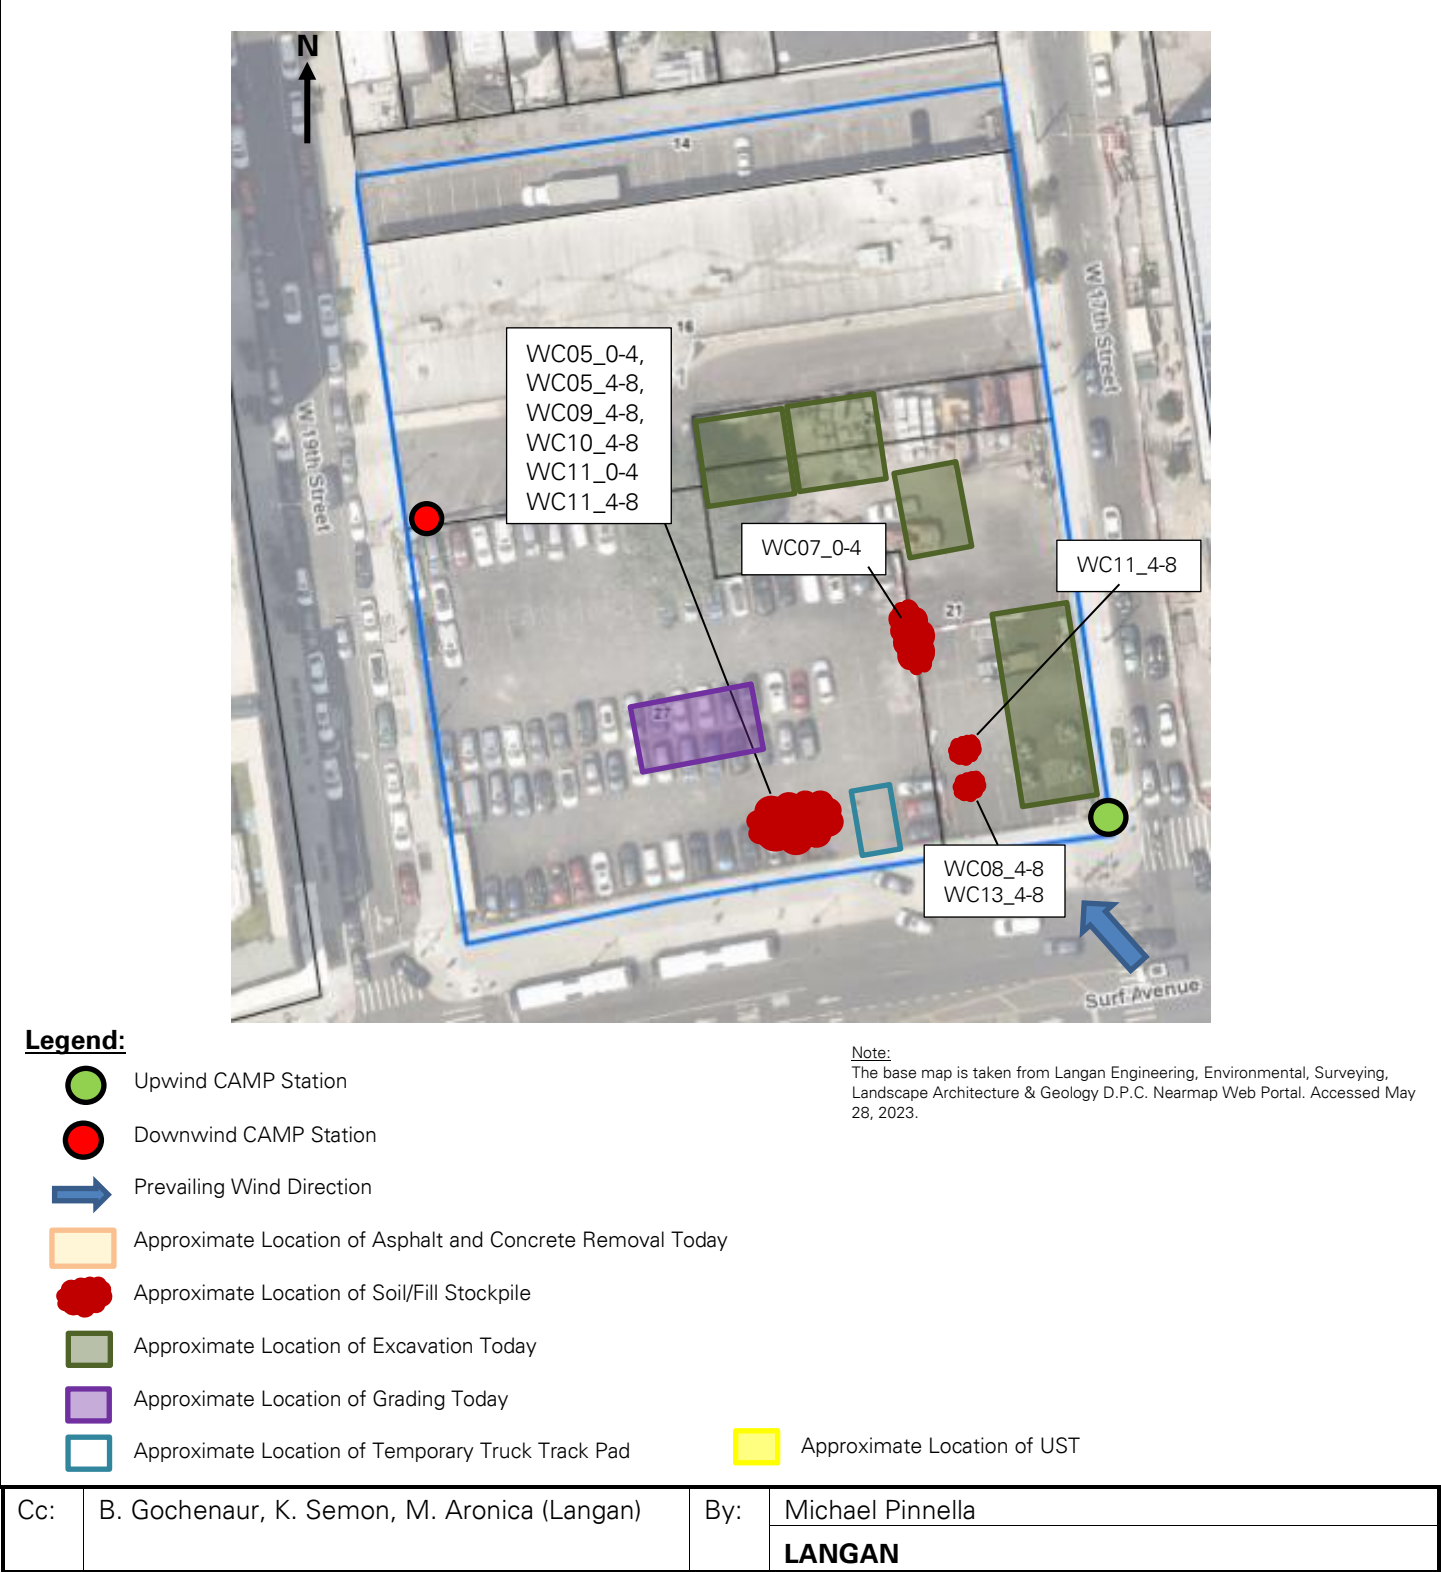 N
14
16
W 17th Street
W 19th Street
WC05_0-4,
WC05_4-8,
WC09_4-8,
WC10_4-8
WC11_0-4
WC11_4-8
WC07_0-4
WC11_4-8
21
27
WC08_4-8
WC13_4-8
Surf Avenue
Legend:
Upwind CAMP Station
Downwind CAMP Station
Prevailing Wind Direction
Approximate Location of Asphalt and Concrete Removal Today
Approximate Location of Soil/Fill Stockpile
Approximate Location of Excavation Today
Approximate Location of Grading Today
Approximate Location of Temporary Truck Track Pad
Approximate Location of UST
Note:
The base map is taken from Langan Engineering, Environmental, Surveying,
Landscape Architecture & Geology D.P.C. Nearmap Web Portal. Accessed May
28, 2023.
Cc: B. Gochenaur, K. Semon, M. Aronica (Langan) By: Michael Pinnella
LANGAN